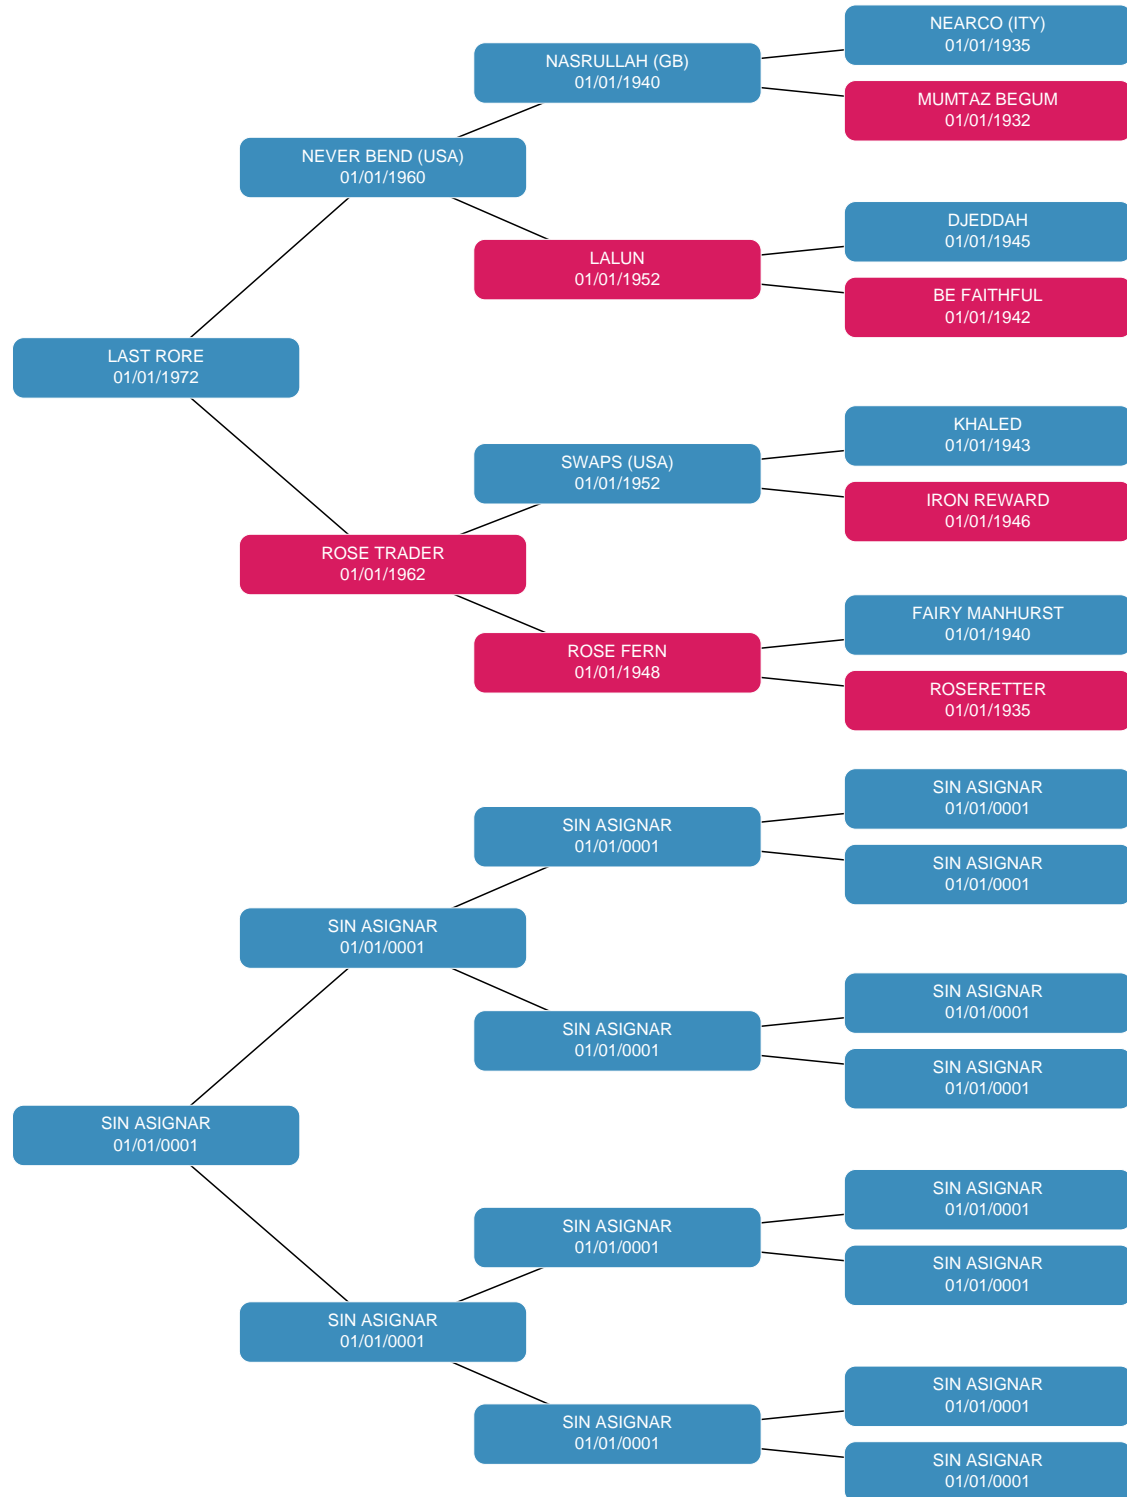 NEARCO (ITY)
01/01/1935
NASRULLAH (GB)
01/01/1940
MUMTAZ BEGUM
01/01/1932
NEVER BEND (USA)
01/01/1960
DJEDDAH
01/01/1945
LALUN
01/01/1952
BE FAITHFUL
01/01/1942
LAST RORE
01/01/1972
KHALED
01/01/1943
SWAPS (USA)
01/01/1952
IRON REWARD
01/01/1946
ROSE TRADER
01/01/1962
FAIRY MANHURST
01/01/1940
ROSE FERN
01/01/1948
ROSERETTER
01/01/1935
SIN ASIGNAR
01/01/0001
SIN ASIGNAR
01/01/0001
SIN ASIGNAR
01/01/0001
SIN ASIGNAR
01/01/0001
SIN ASIGNAR
01/01/0001
SIN ASIGNAR
01/01/0001
SIN ASIGNAR
01/01/0001
SIN ASIGNAR
01/01/0001
SIN ASIGNAR
01/01/0001
SIN ASIGNAR
01/01/0001
SIN ASIGNAR
01/01/0001
SIN ASIGNAR
01/01/0001
SIN ASIGNAR
01/01/0001
SIN ASIGNAR
01/01/0001
SIN ASIGNAR
01/01/0001